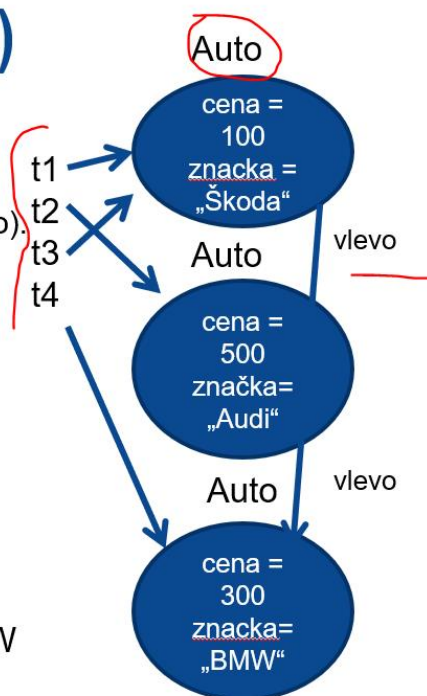 )
Auto
cena =
100
znacka =
„Škoda“
t1
t2
o).
t3
t4
vlevo
Auto
cena =
500
značka=
„Audi“
Auto
vlevo
cena =
300
znacka=
„BMW“
W